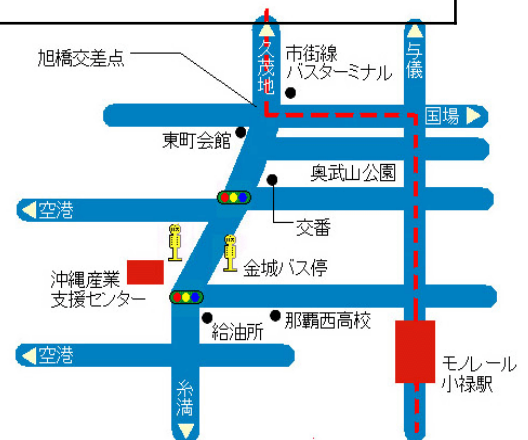 久茂地
与儀
旭橋交差点
市街線
バスターミナル
国場
東町会館
奥武山公園
空港
交番
金城バス停
沖縄産業
支援センター
給油所
那覇西高校
空港
モノレール
小禄駅
糸満